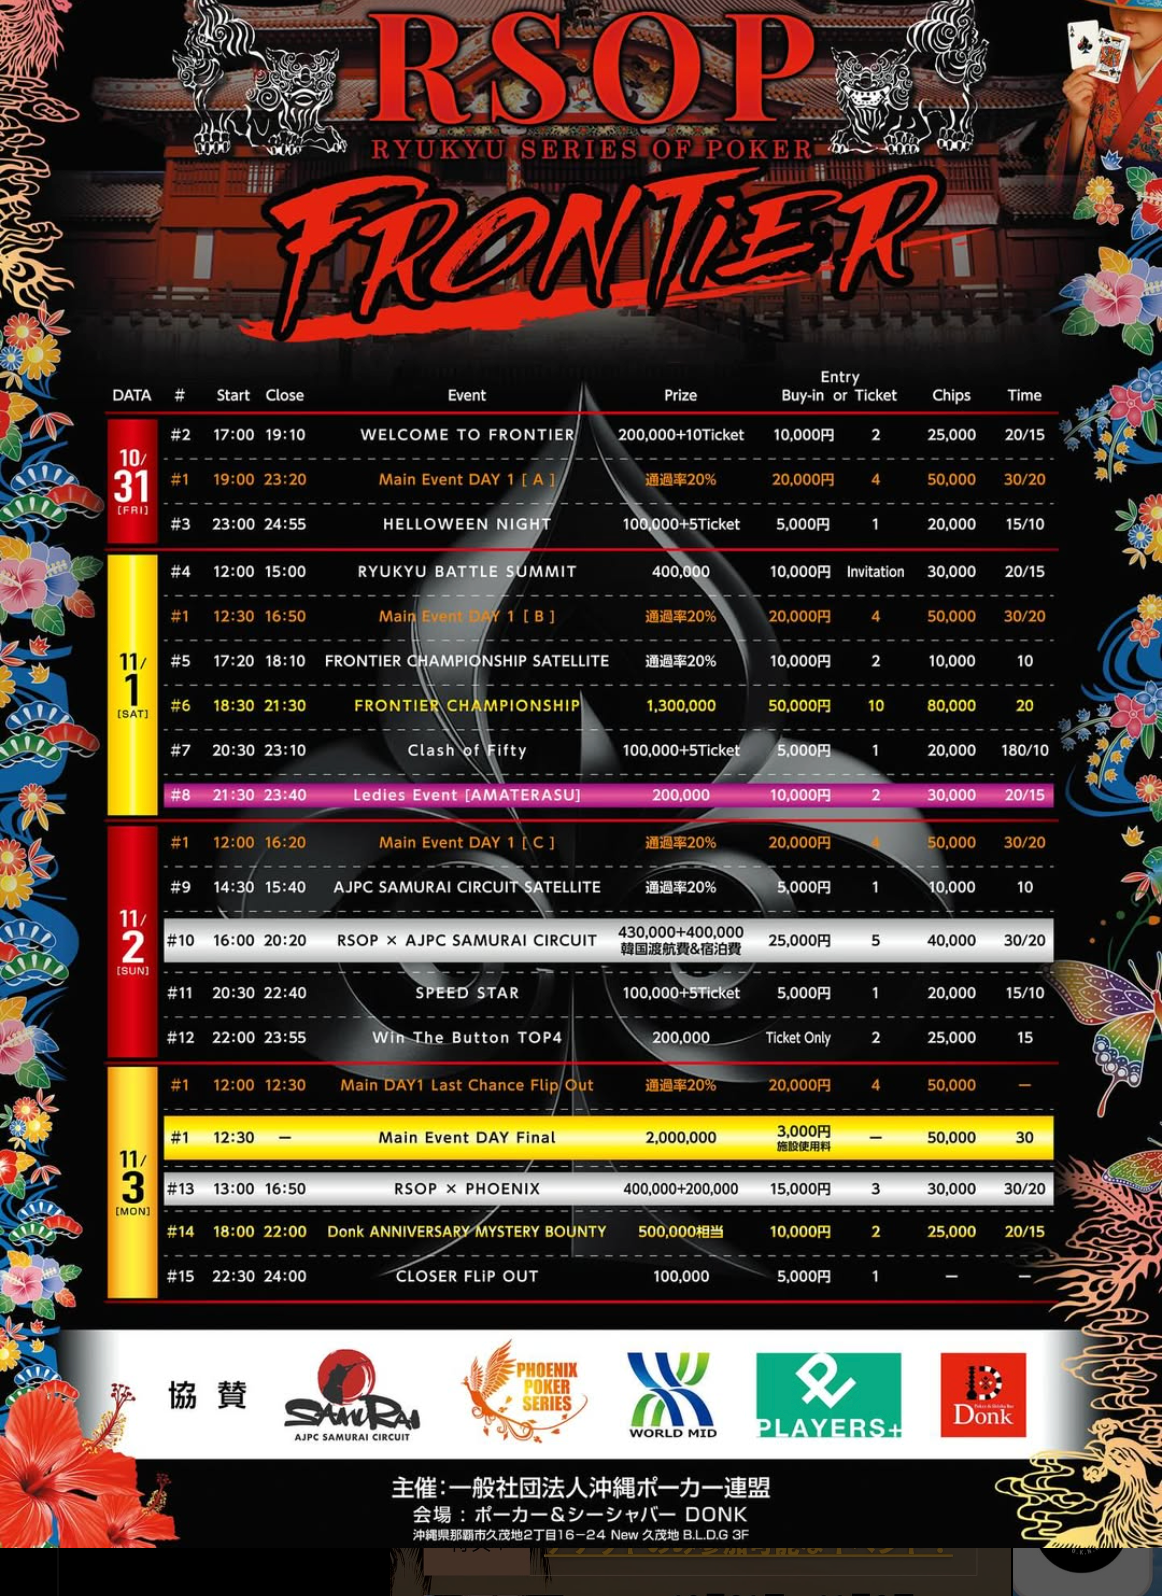 RSOP
RYUKYU SERIES OF POKER
FRONTiER
DATA # Start Close Event Prize Entry Buy-in or Ticket Chips Time
10/31 [FRI]
#2 17:00 19:10 WELCOME TO FRONTIER 200,000+10Ticket 10,000円 2 25,000 20/15
#1 19:00 23:20 Main Event DAY 1 [ A ] 通過率20% 20,000円 4 50,000 30/20
#3 23:00 24:55 HELLOWEEN NIGHT 100,000+5Ticket 5,000円 1 20,000 15/10
11/1 [SAT]
#4 12:00 15:00 RYUKYU BATTLE SUMMIT 400,000 10,000円 Invitation 30,000 20/15
#1 12:30 16:50 Main Event DAY 1 [ B ] 通過率20% 20,000円 4 50,000 30/20
#5 17:20 18:10 FRONTIER CHAMPIONSHIP SATELLITE 通過率20% 10,000円 2 10,000 10
#6 18:30 21:30 FRONTIER CHAMPIONSHIP 1,300,000 50,000円 10 80,000 20
#7 20:30 23:10 Clash of Fifty 100,000+5Ticket 5,000円 1 20,000 180/10
#8 21:30 23:40 Ledies Event [AMATERASU] 200,000 10,000円 2 30,000 20/15
11/2 [SUN]
#1 12:00 16:20 Main Event DAY 1 [ C ] 通過率20% 20,000円 4 50,000 30/20
#9 14:30 15:40 AJPC SAMURAI CIRCUIT SATELLITE 通過率20% 5,000円 1 10,000 10
#10 16:00 20:20 RSOP × AJPC SAMURAI CIRCUIT 430,000+400,000 韓国渡航費&宿泊費 25,000円 5 40,000 30/20
#11 20:30 22:40 SPEED STAR 100,000+5Ticket 5,000円 1 20,000 15/10
#12 22:00 23:55 Win The Button TOP4 200,000 Ticket Only 2 25,000 15
11/3 [MON]
#1 12:00 12:30 Main DAY1 Last Chance Flip Out 通過率20% 20,000円 4 50,000 —
#1 12:30 — Main Event DAY Final 2,000,000 3,000円 施設使用料 — 50,000 30
#13 13:00 16:50 RSOP × PHOENIX 400,000+200,000 15,000円 3 30,000 30/20
#14 18:00 22:00 Donk ANNIVERSARY MYSTERY BOUNTY 500,000相当 10,000円 2 25,000 20/15
#15 22:30 24:00 CLOSER FLiP OUT 100,000 5,000円 1 — —
協 賛
SAMURAI
AJPC SAMURAI CIRCUIT
PHOENIX
POKER
SERIES
WORLD MID
PLAYERS+
Donk
主催:一般社団法人沖縄ポーカー連盟
会場 : ポーカー&シーシャバー DONK
沖縄県那覇市久茂地2丁目16−24 New 久茂地 B.L.D.G 3F